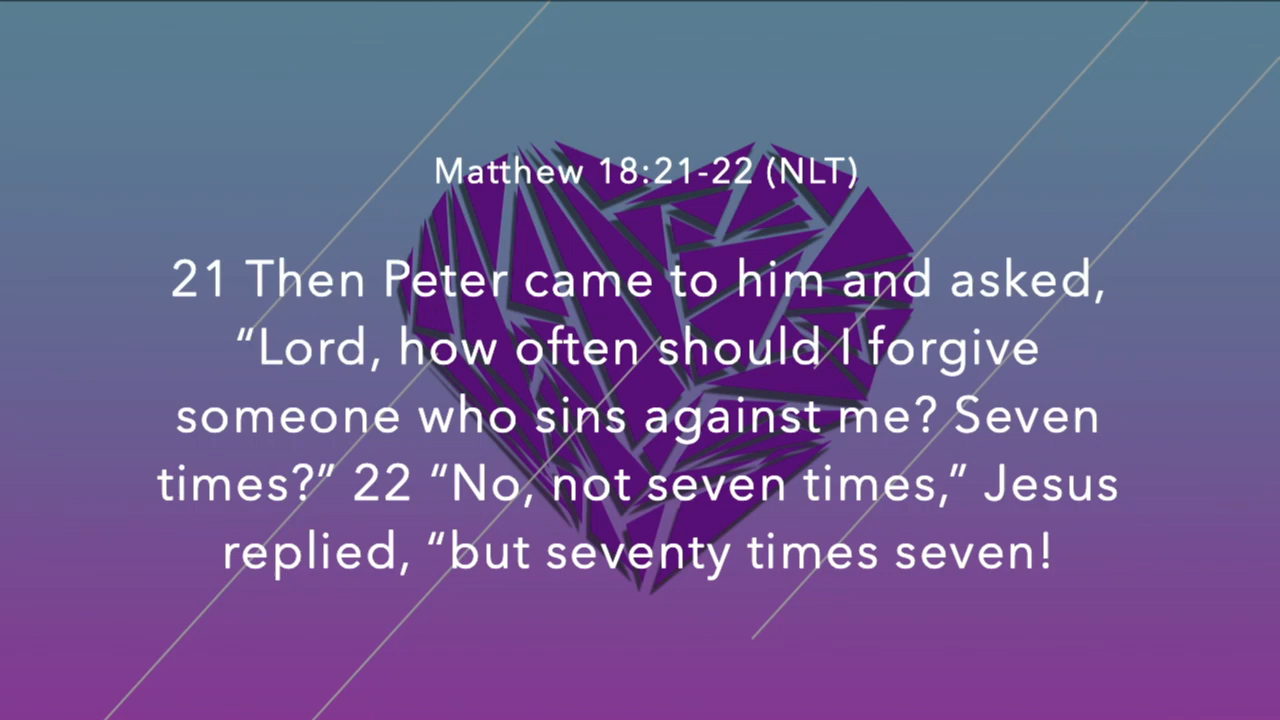 Matthew 18:21-22 (NLT)
21 Then Peter came to him and asked,
“Lord, how often should I forgive
someone who sins against me? Seven
times?” 22 “No, not seven times,” Jesus
replied, “but seventy times seven!